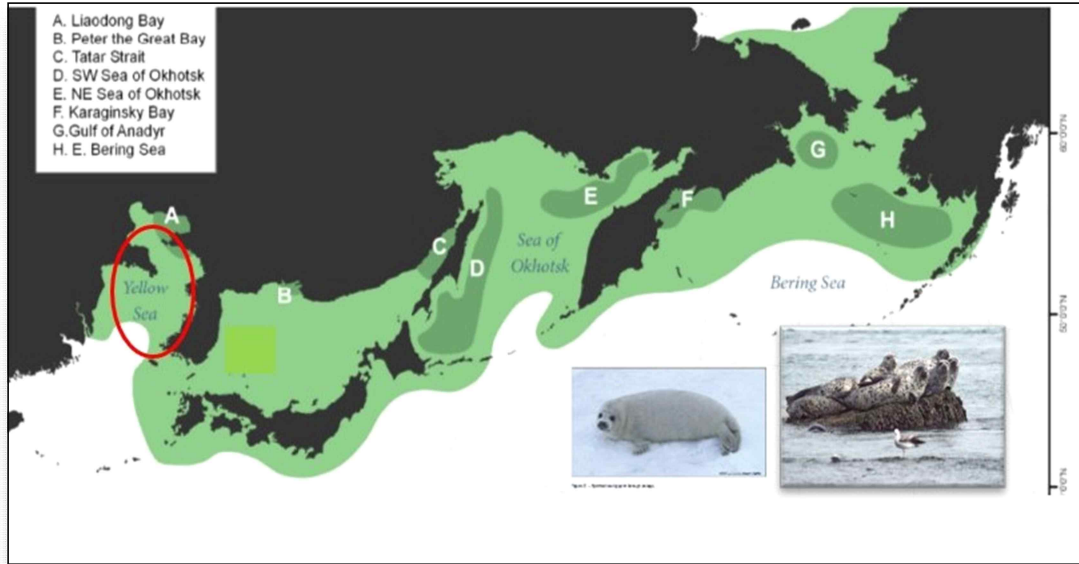 A. Liaodong Bay
B. Peter the Great Bay
C. Tatar Strait
D. SW Sea of Okhotsk
E. NE Sea of Okhotsk
F. Karaginsky Bay
G.Gulf of Anadyr
H. E. Bering Sea
A
B
C
D
E
F
G
H
Yellow
Sea
Sea of
Okhotsk
Bering Sea